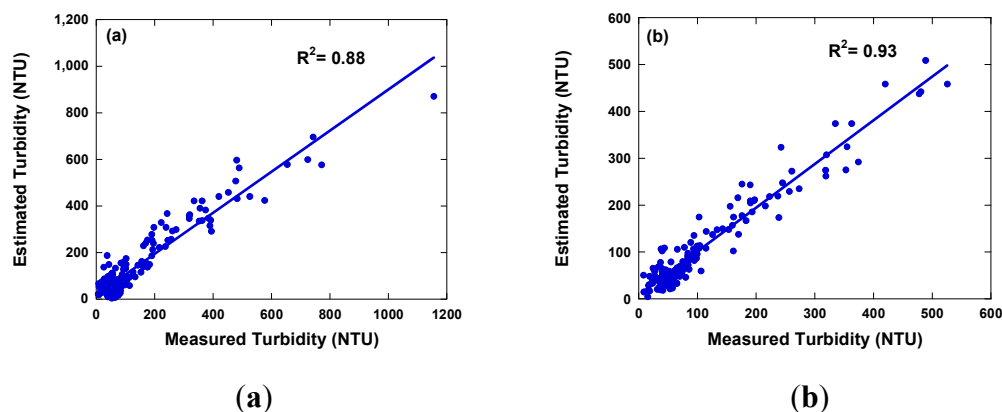 (a)
R²= 0.88
1,200
1,000
800
600
400
200
0
0 200 400 600 800 1000 1200
Estimated Turbidity (NTU)
Measured Turbidity (NTU)
(a)
(b)
R²= 0.93
600
500
400
300
200
100
0
0 100 200 300 400 500 600
Estimated Turbidity (NTU)
Measured Turbidity (NTU)
(b)